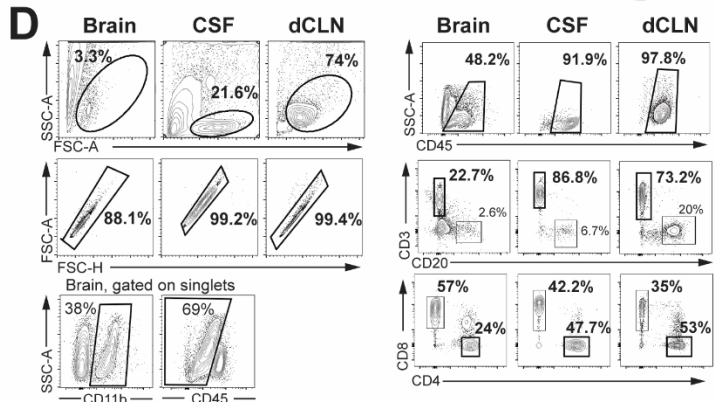 D
Brain CSF dCLN
3.3% 21.6% 74%
SSC-A
FSC-A
88.1% 99.2% 99.4%
FSC-A
FSC-H
Brain, gated on singlets
38% 69%
SSC-A
CD11b CD45
Brain CSF dCLN
48.2% 91.9% 97.8%
SSC-A
CD45
22.7% 86.8% 73.2%
2.6% 6.7% 20%
CD3
CD20
57% 42.2% 35%
24% 47.7% 53%
CD8
CD4